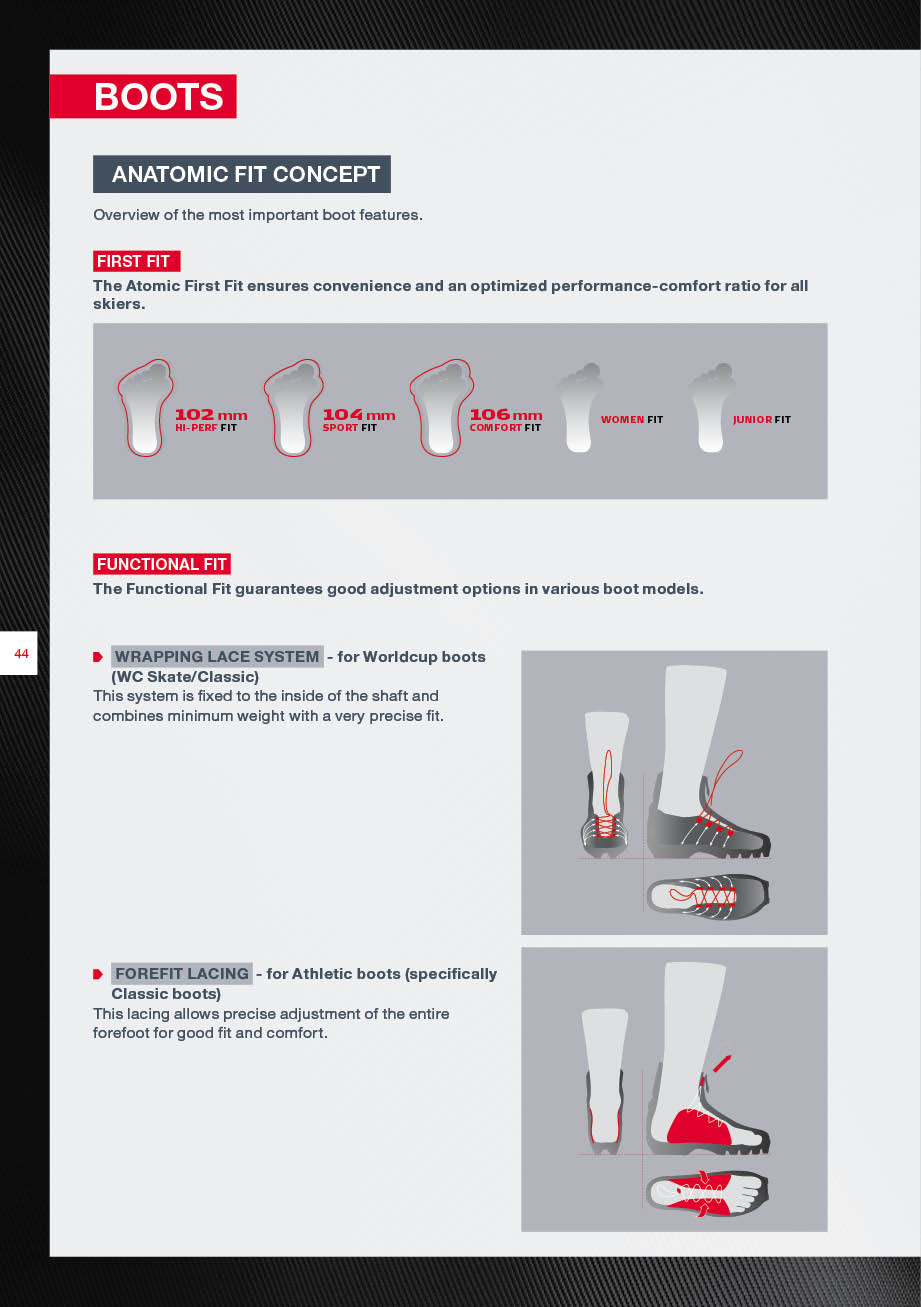 BOOTS
ANATOMIC FIT CONCEPT
Overview of the most important boot features.
FIRST FIT
The Atomic First Fit ensures convenience and an optimized performance-comfort ratio for all
skiers.
102 mm
HI-PERF FIT
104 mm
SPORT FIT
106 mm
COMFORT FIT
WOMEN FIT
JUNIOR FIT
FUNCTIONAL FIT
The Functional Fit guarantees good adjustment options in various boot models.
44
WRAPPING LACE SYSTEM - for Worldcup boots
(WC Skate/Classic)
This system is fixed to the inside of the shaft and
combines minimum weight with a very precise fit.
FOREFIT LACING - for Athletic boots (specifically
Classic boots)
This lacing allows precise adjustment of the entire
forefoot for good fit and comfort.